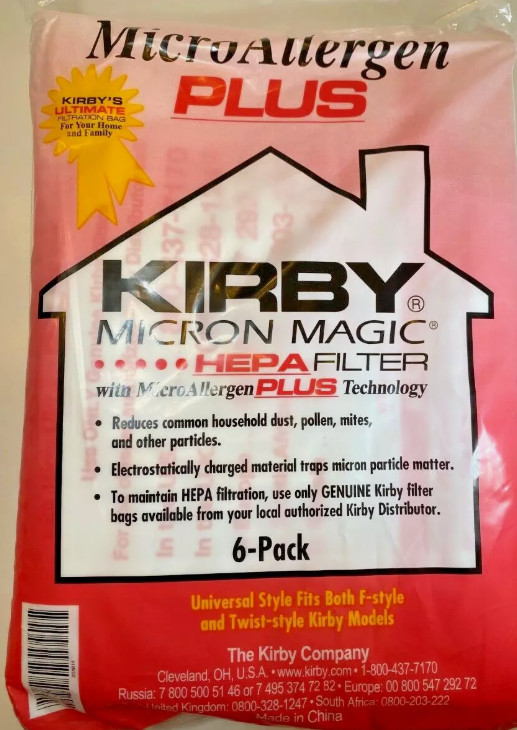 MicroAllergen
PLUS
KIRBY'S
ULTIMATE
FILTRATION BAG
For Your Home
and Family
KIRBY®
MICRON MAGIC®
HEPA FILTER
with MicroAllergen PLUS Technology
• Reduces common household dust, pollen, mites,
and other particles.
• Electrostatically charged material traps micron particle matter.
• To maintain HEPA filtration, use only GENUINE Kirby filter
bags available from your local authorized Kirby Distributor.
6-Pack
Universal Style Fits Both F-style
and Twist-style Kirby Models
The Kirby Company
Cleveland, OH, U.S.A. • www.kirby.com • 1-800-437-7170
Russia: 7 800 500 51 46 or 7 495 374 72 82 • Europe: 00 800 547 292 72
United Kingdom: 0800-328-1247 • South Africa: 0800-203-222
Made in China